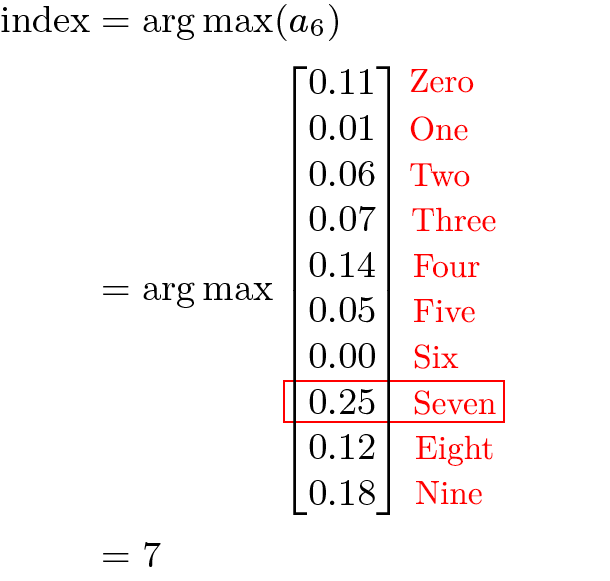 index = arg max(a₆)
0.11 Zero
0.01 One
0.06 Two
0.07 Three
0.14 Four
= arg max
0.05 Five
0.00 Six
0.25 Seven
0.12 Eight
0.18 Nine
= 7